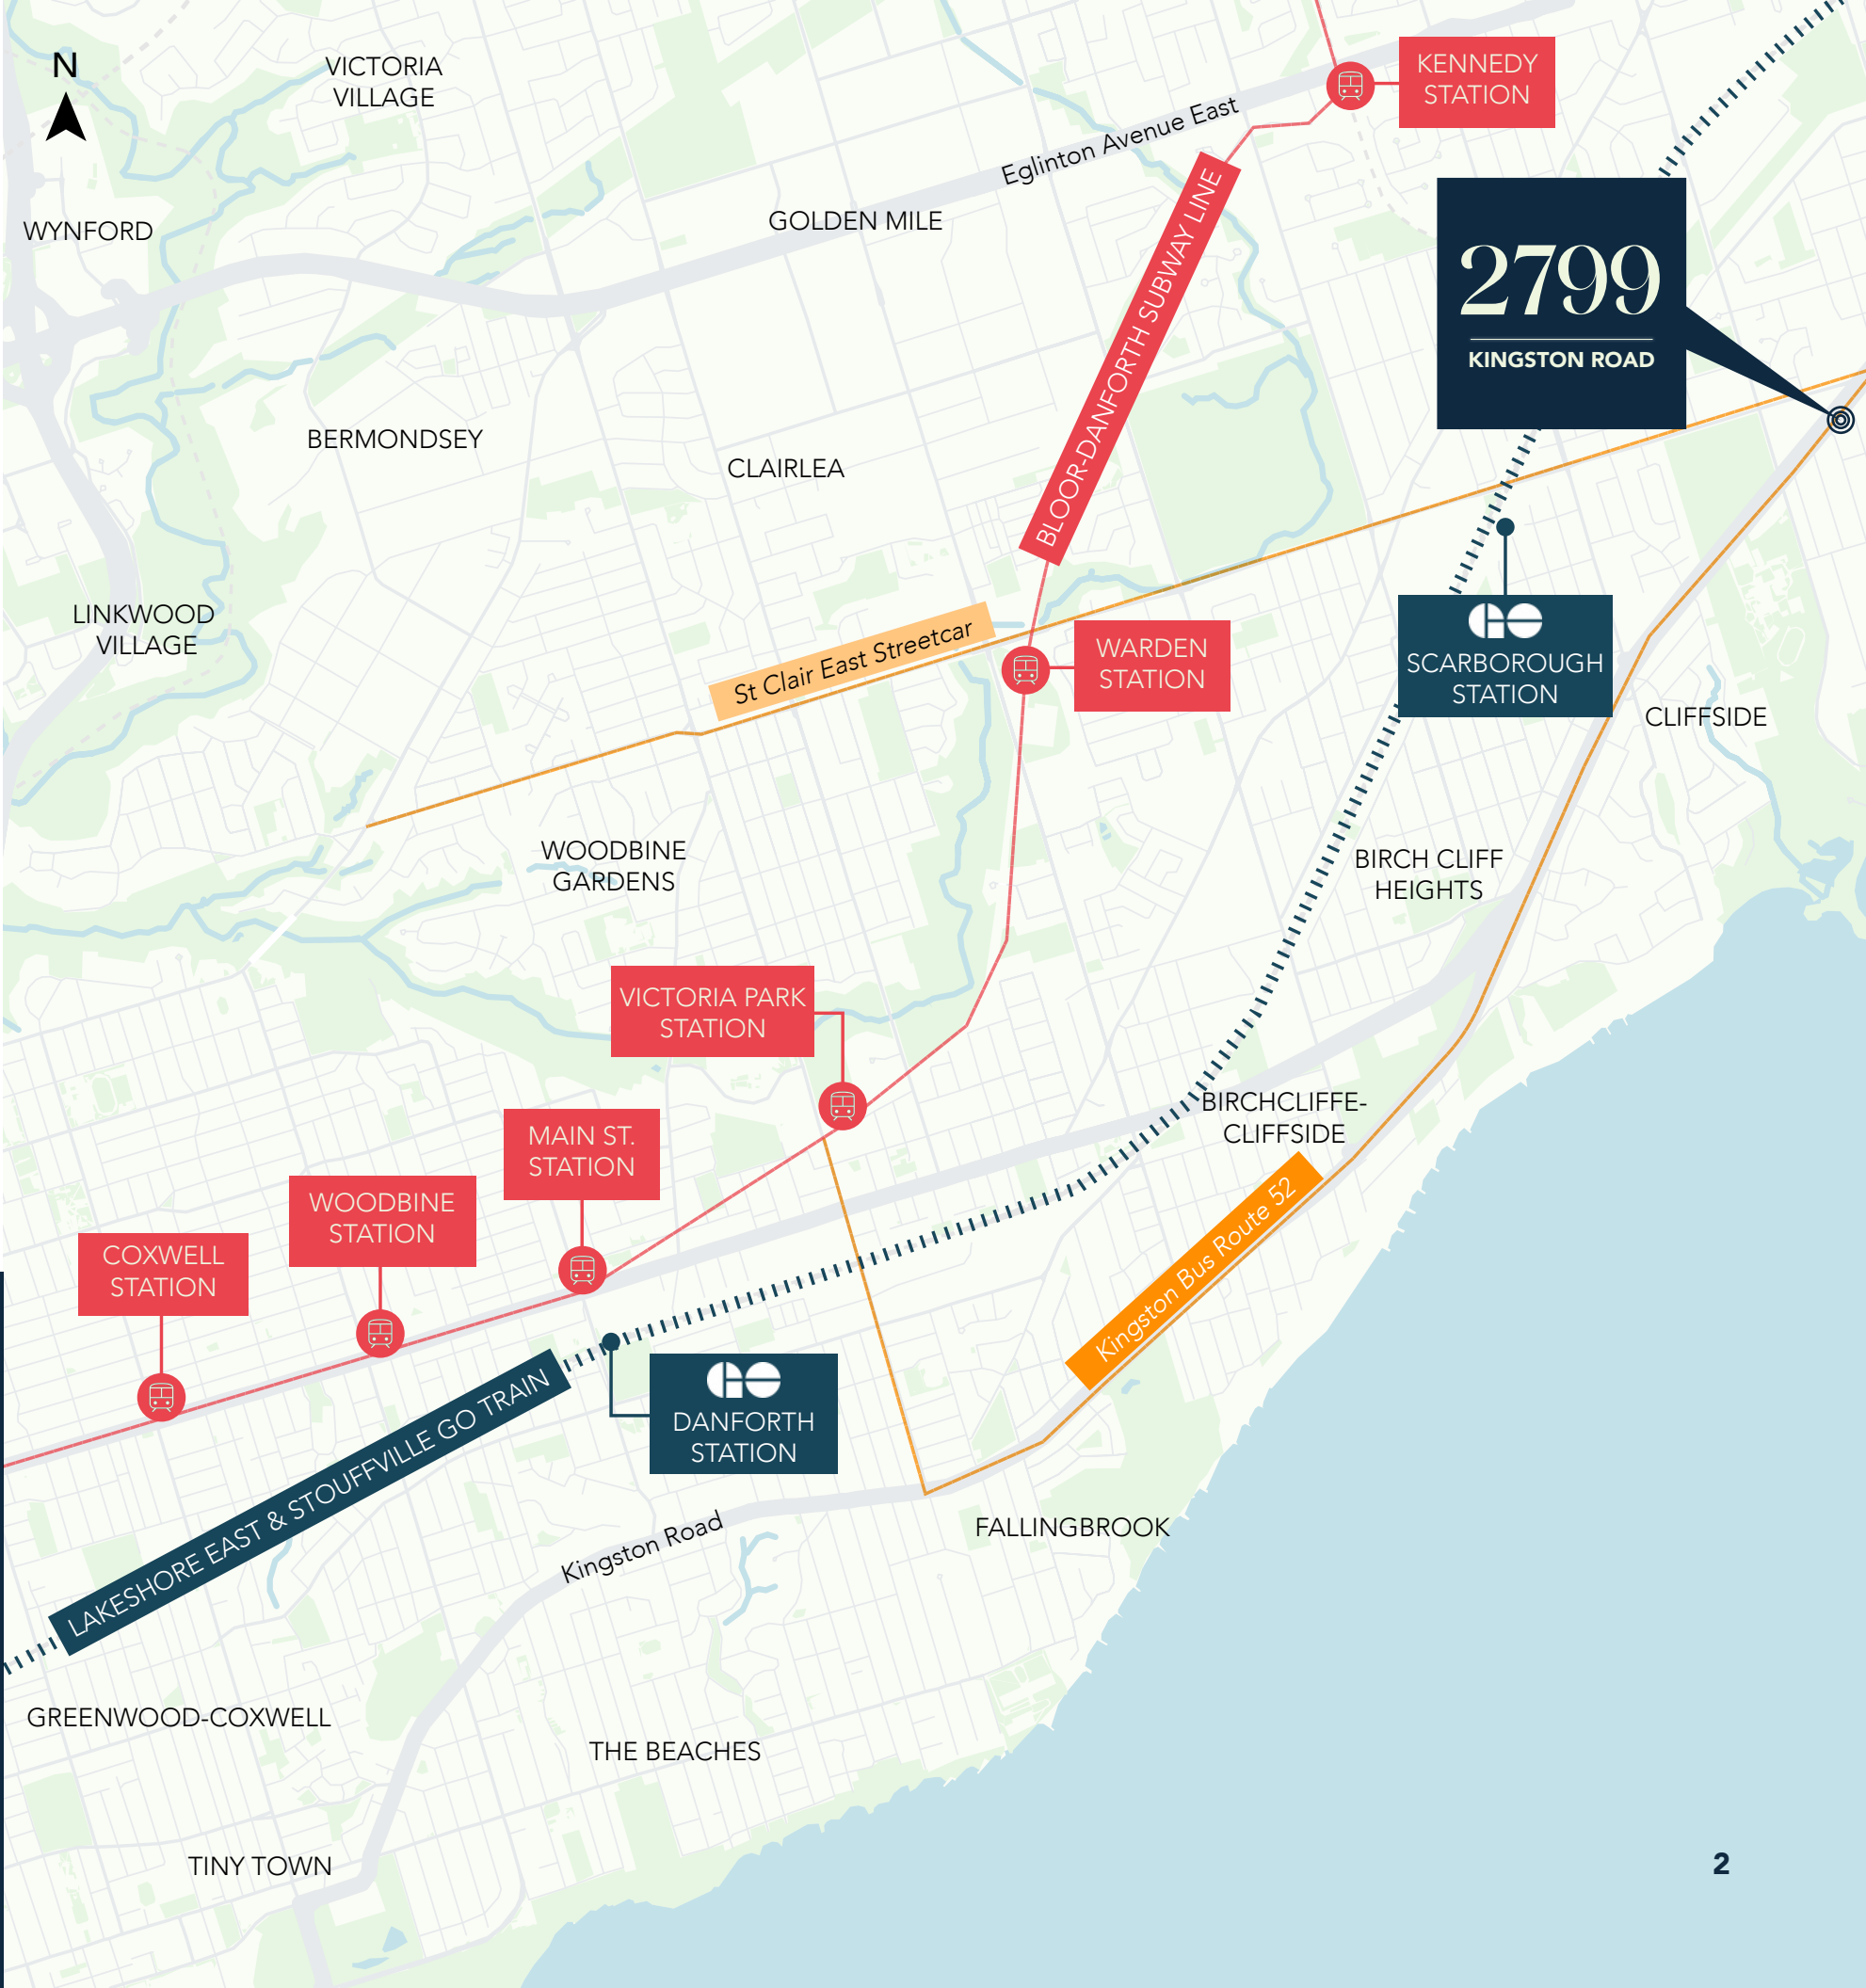 N
VICTORIA
VILLAGE
KENNEDY
STATION
Eglinton Avenue East
WYNFORD
GOLDEN MILE
BLOOR-DANFORTH SUBWAY LINE
2799
KINGSTON ROAD
BERMONDSEY
CLAIRLEA
LINKWOOD
VILLAGE
St Clair East Streetcar
WARDEN
STATION
GO
SCARBOROUGH
STATION
CLIFFSIDE
WOODBINE
GARDENS
BIRCH CLIFF
HEIGHTS
VICTORIA PARK
STATION
BIRCHCLIFFE-
CLIFFSIDE
MAIN ST.
STATION
WOODBINE
STATION
COXWELL
STATION
Kingston Bus Route 52
LAKESHORE EAST & STOUFFVILLE GO TRAIN
GO
DANFORTH
STATION
Kingston Road
FALLINGBROOK
GREENWOOD-COXWELL
THE BEACHES
TINY TOWN
2